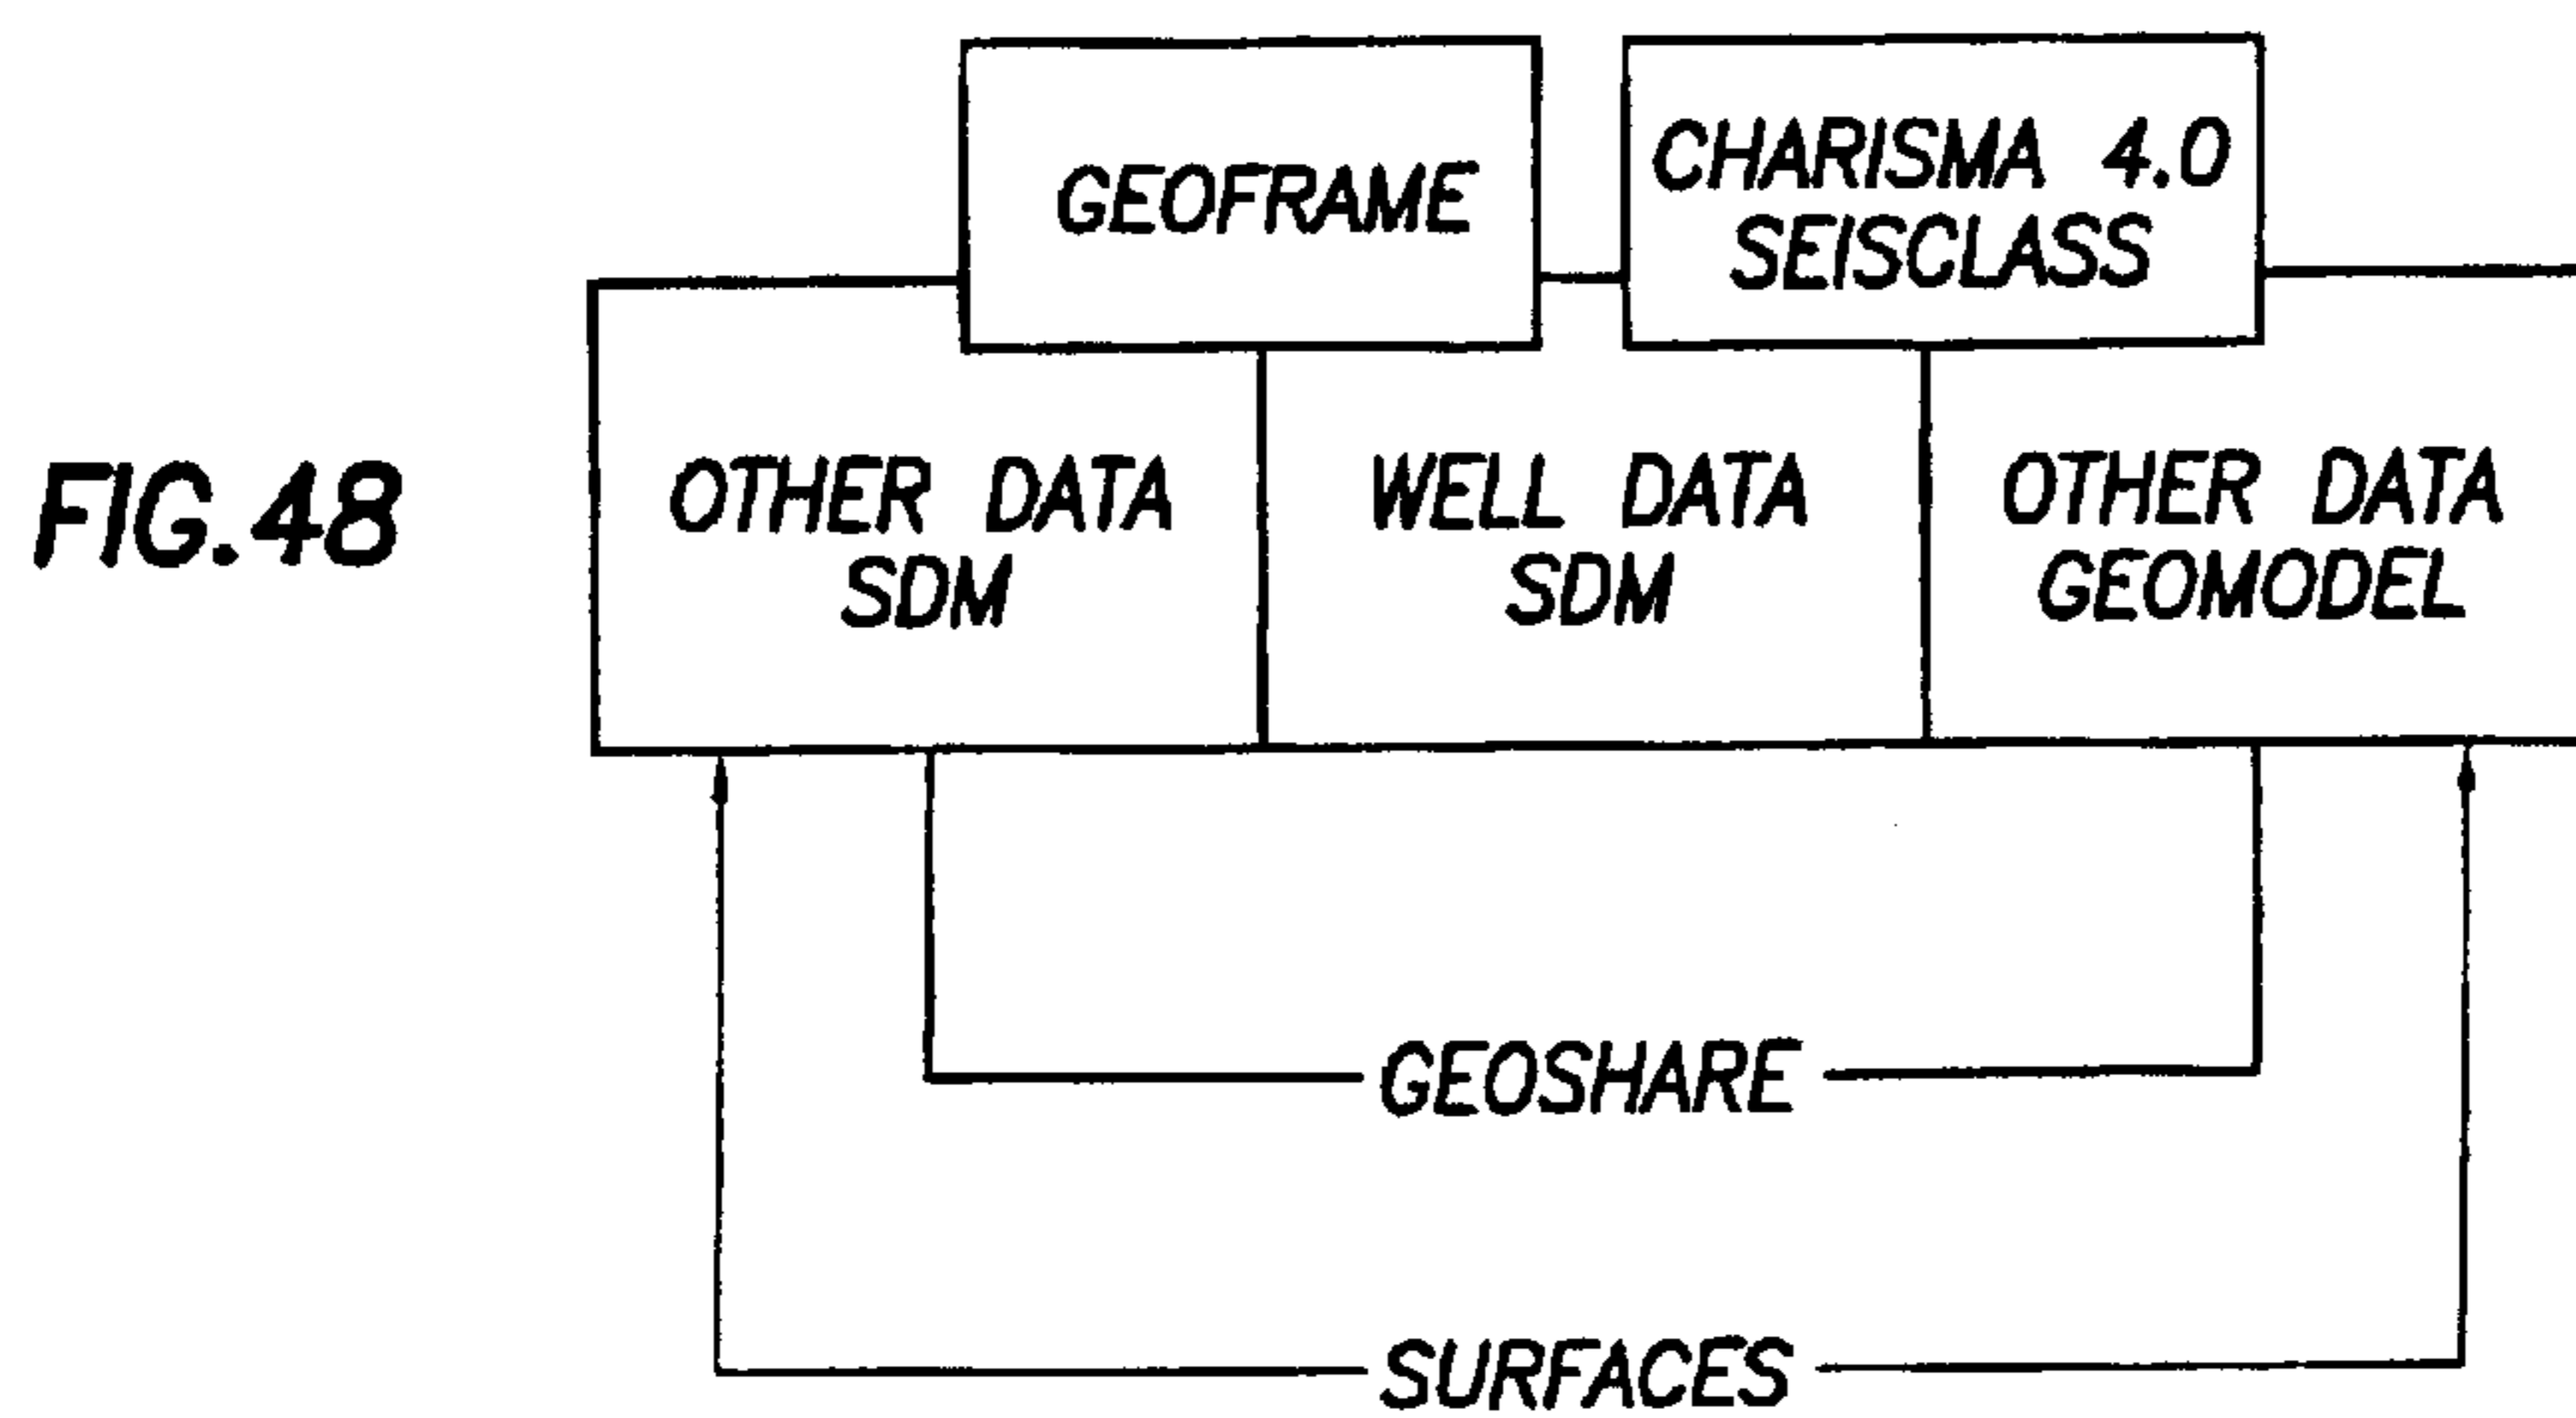 GEOFRAME
CHARISMA 4.0
SEISCLASS
FIG.48
OTHER DATA
SDM
WELL DATA
SDM
OTHER DATA
GEOMODEL
GEOSHARE
SURFACES